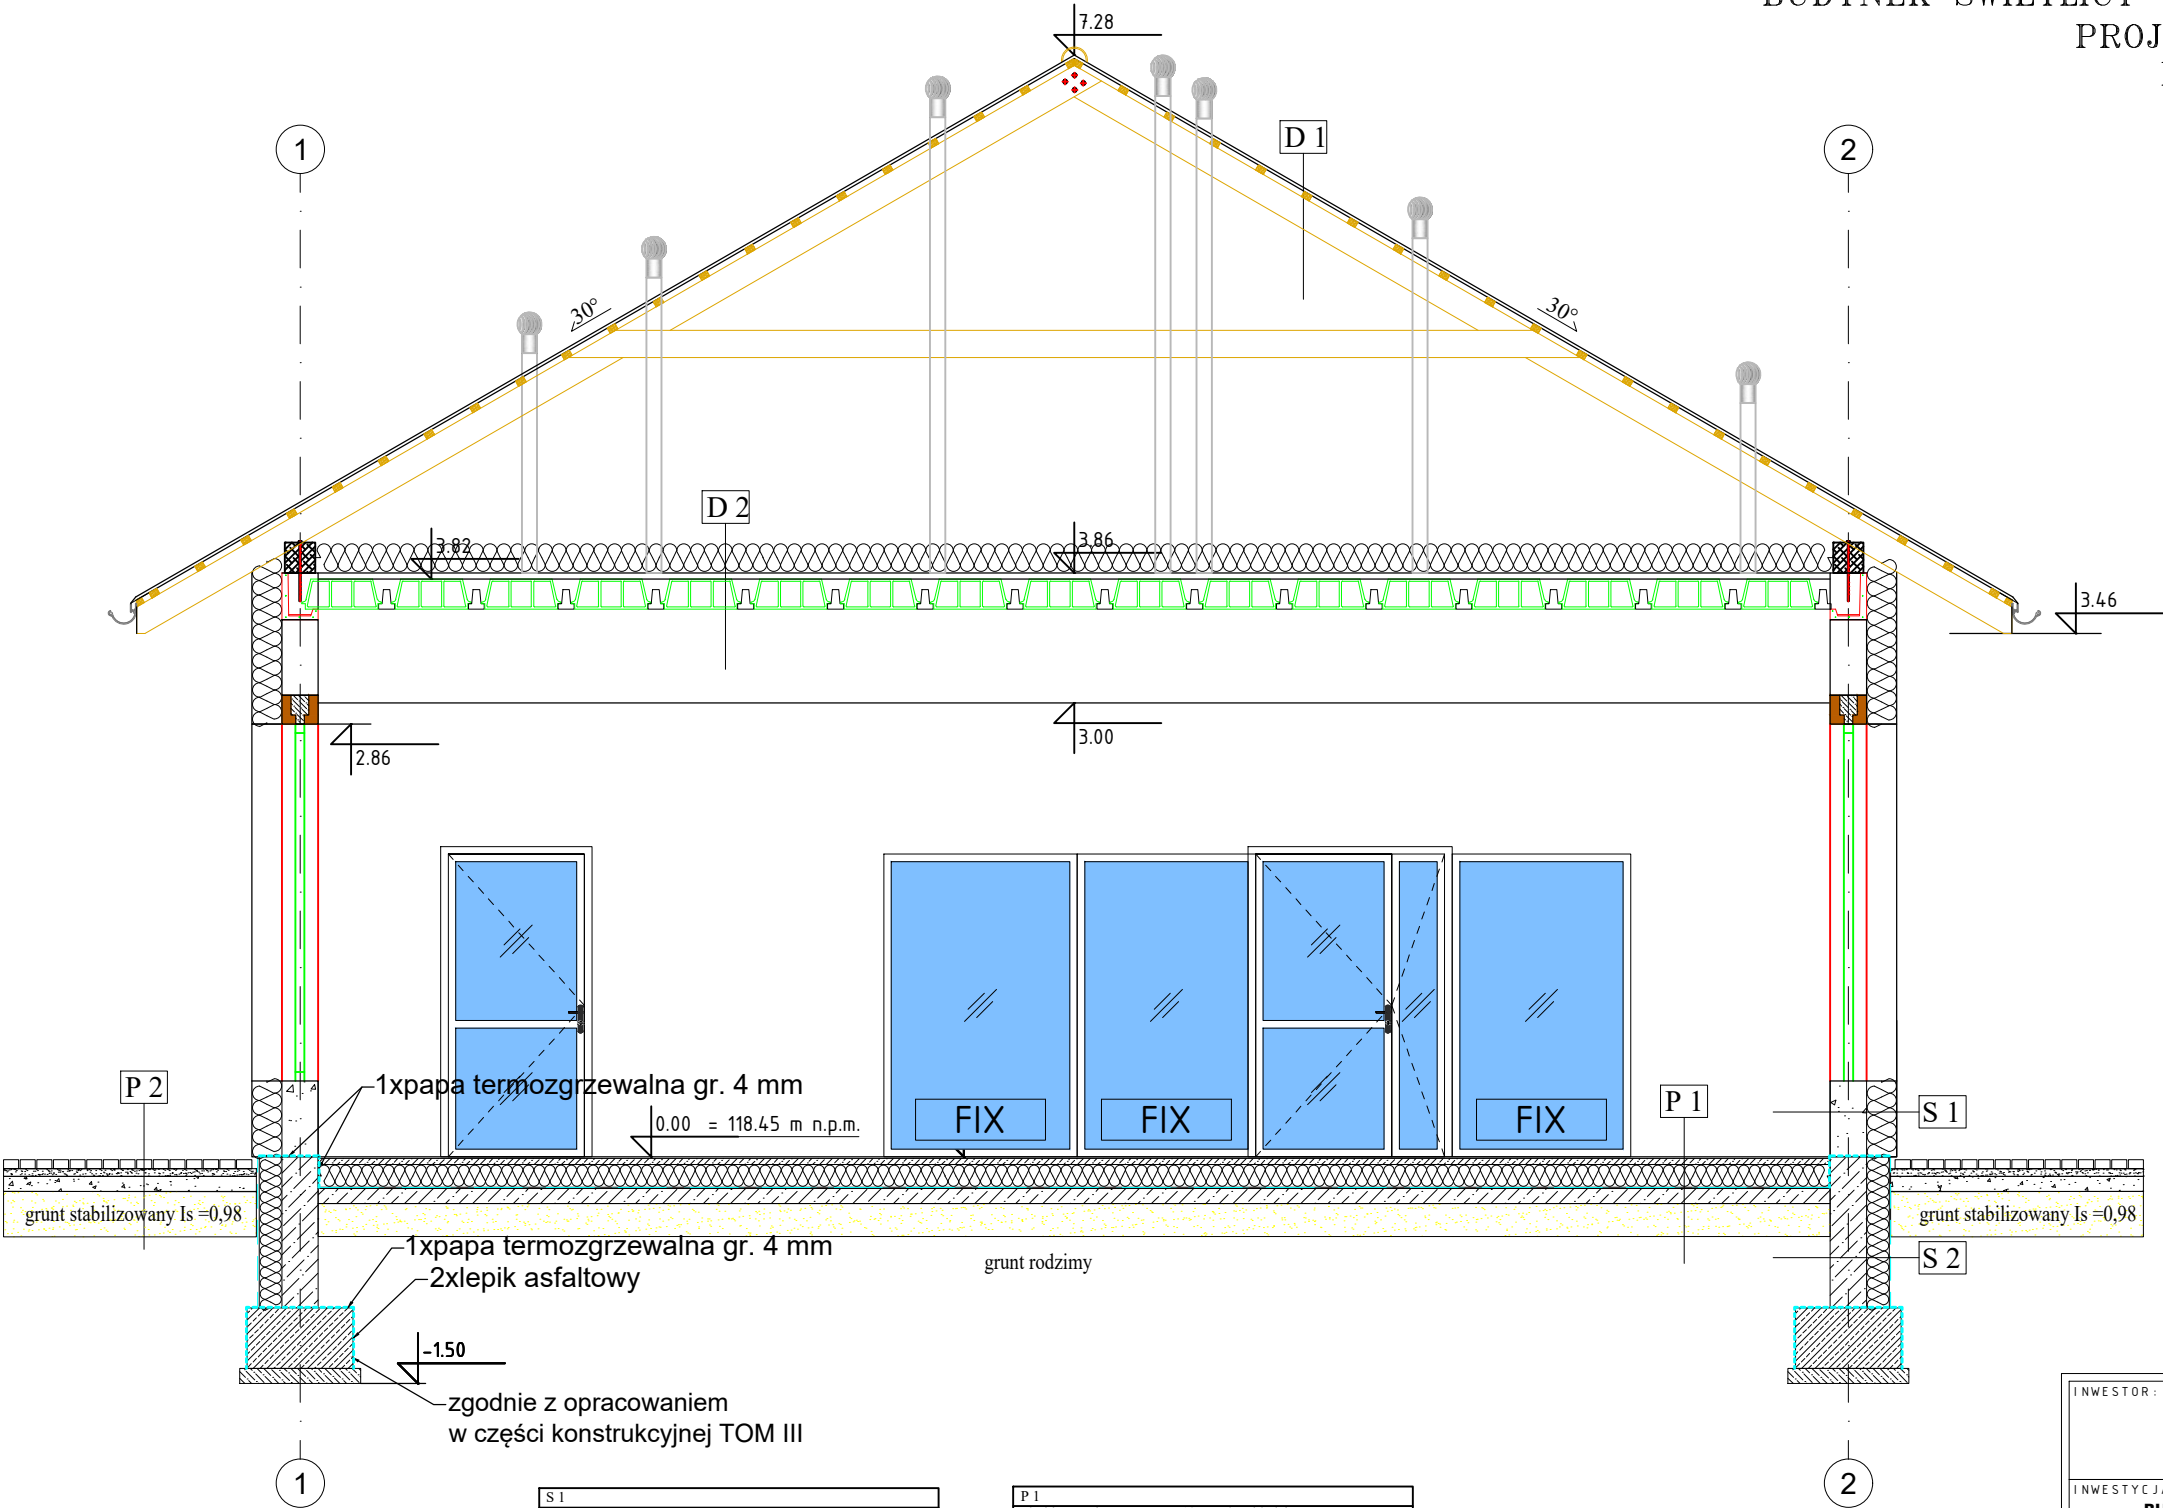 PROJ
7.28
1
D 1
2
30°
30°
D 2
3.82
3.86
3.46
2.86
3.00
P 2
1xpapa termozgrzewalna gr. 4 mm
0.00 = 118.45 m n.p.m.
FIX
FIX
FIX
P 1
S 1
grunt stabilizowany Is =0,98
grunt stabilizowany Is =0,98
1xpapa termozgrzewalna gr. 4 mm
2xlepik asfaltowy
grunt rodzimy
S 2
-1.50
zgodnie z opracowaniem
w części konstrukcyjnej TOM III
INWESTOR:
1
2
S 1
P 1
INWESTYCJA